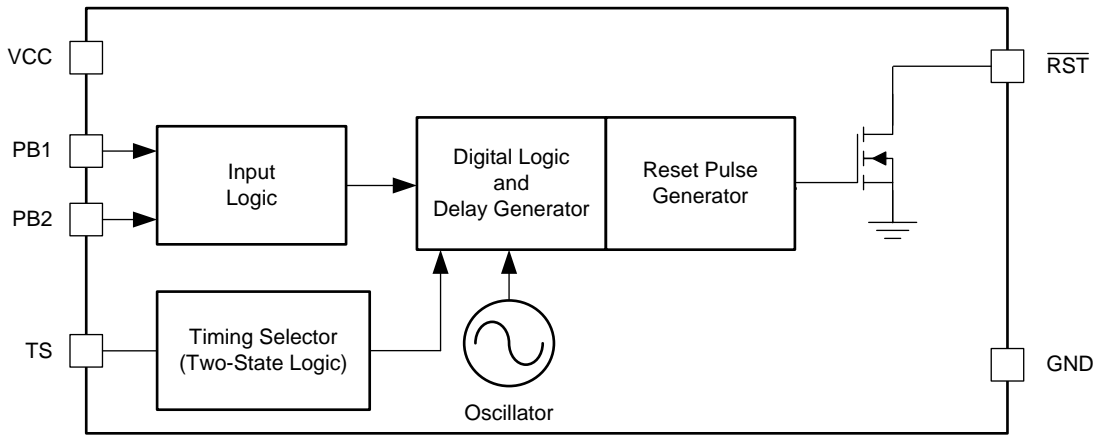 VCC
RST
PB1
Input
Logic
Digital Logic
and
Delay Generator
Reset Pulse
Generator
PB2
TS
Timing Selector
(Two-State Logic)
GND
Oscillator